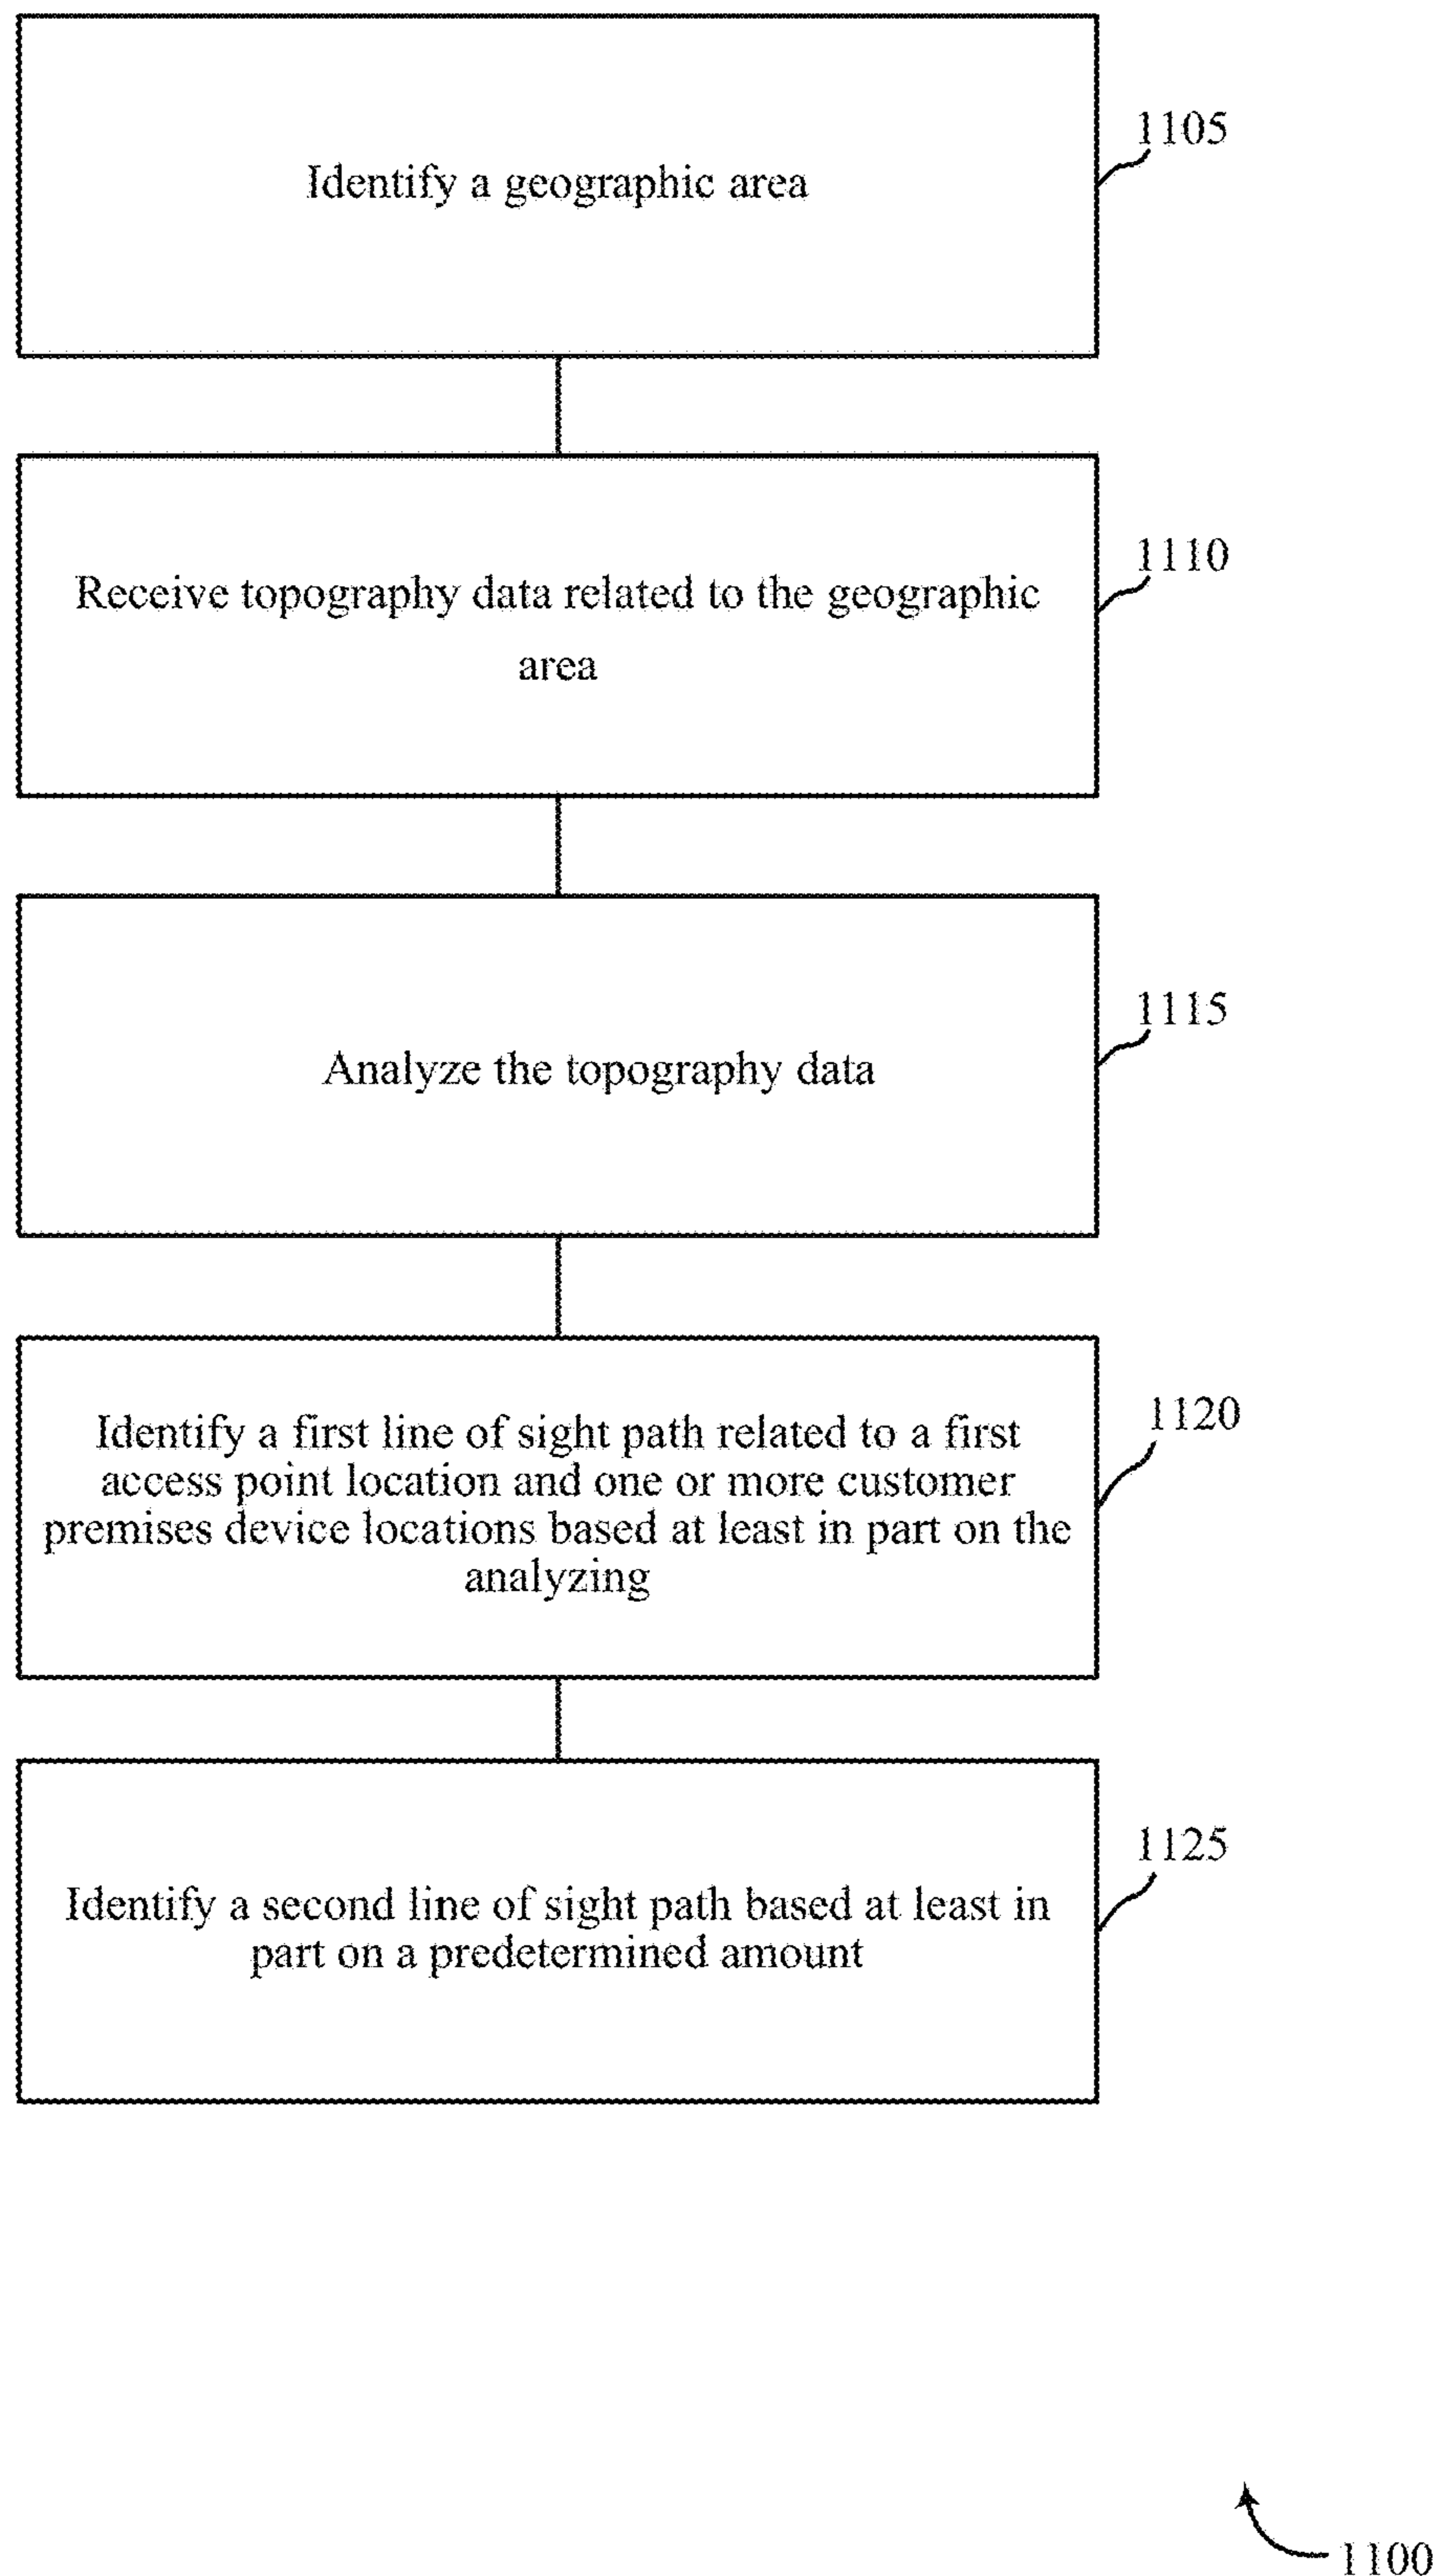 Identify a geographic area
1105
Receive topography data related to the geographic
area
1110
Analyze the topography data
1115
Identify a first line of sight path related to a first
access point location and one or more customer
premises device locations based at least in part on the
analyzing
1120
Identify a second line of sight path based at least in
part on a predetermined amount
1125
1100